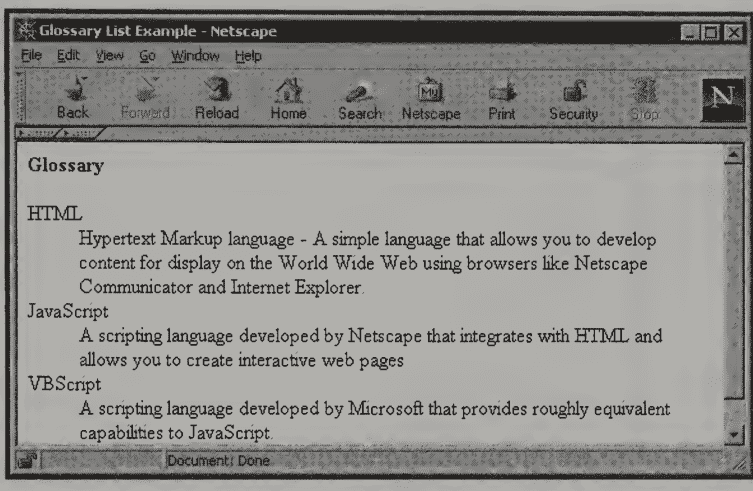 Glossary List Example - Netscape
File Edit View Go Window Help
Back Forward Reload Home Search Netscape Print Security Stop
My
N
Glossary
HTML
Hypertext Markup language - A simple language that allows you to develop
content for display on the World Wide Web using browsers like Netscape
Communicator and Internet Explorer.
JavaScript
A scripting language developed by Netscape that integrates with HTML and
allows you to create interactive web pages
VBScript
A scripting language developed by Microsoft that provides roughly equivalent
capabilities to JavaScript.
Document: Done